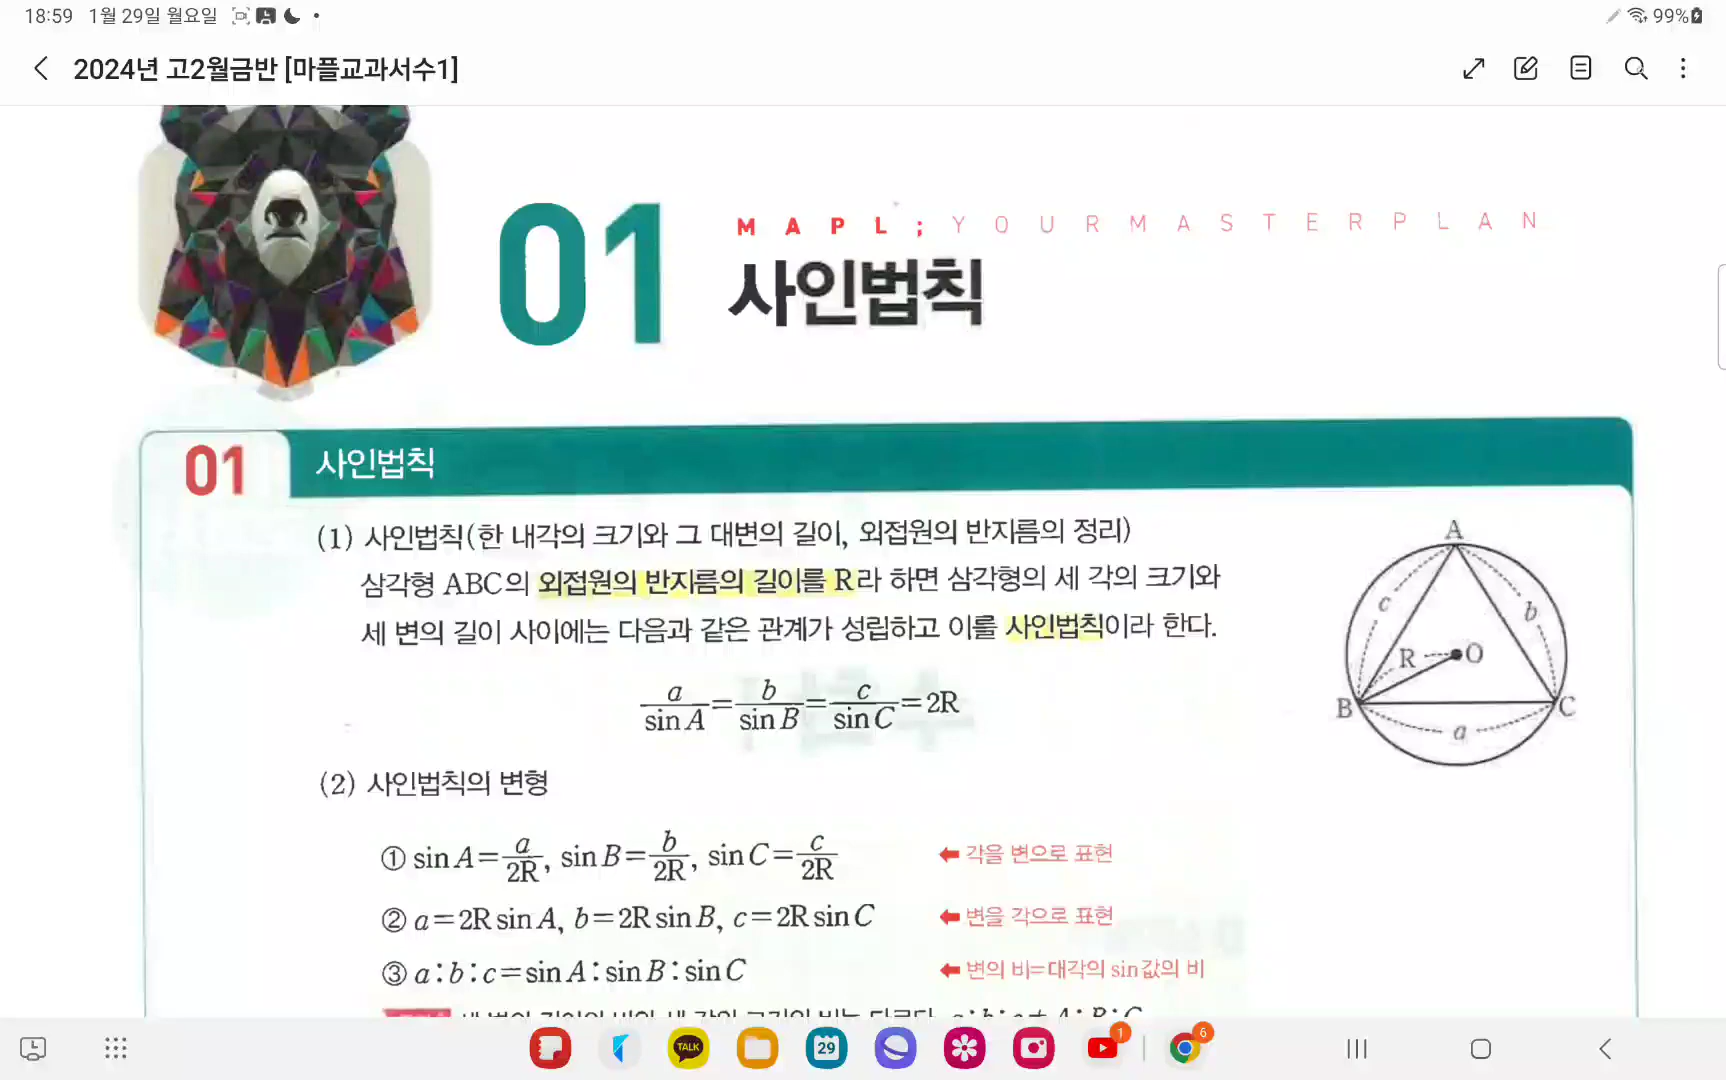 18:59 1월 29일 월요일 99%
2024년 고2월금반 [마플교과서수1]
01
MAPL; YOURMASTERPLAN
사인법칙
01 사인법칙
(1) 사인법칙(한 내각의 크기와 그 대변의 길이, 외접원의 반지름의 정리)
삼각형 ABC의 외접원의 반지름의 길이를 R라 하면 삼각형의 세 각의 크기와
세 변의 길이 사이에는 다음과 같은 관계가 성립하고 이를 사인법칙이라 한다.
a/sin A = b/sin B = c/sin C = 2R
A
c
b
R
O
B
C
a
(2) 사인법칙의 변형
① sin A = a/2R, sin B = b/2R, sin C = c/2R ⬅ 각을 변으로 표현
② a=2R sin A, b=2R sin B, c=2R sin C ⬅ 변을 각으로 표현
③ a:b:c=sin A:sin B:sin C ⬅ 변의 비=대각의 sin값의 비
TALK
29
1
6